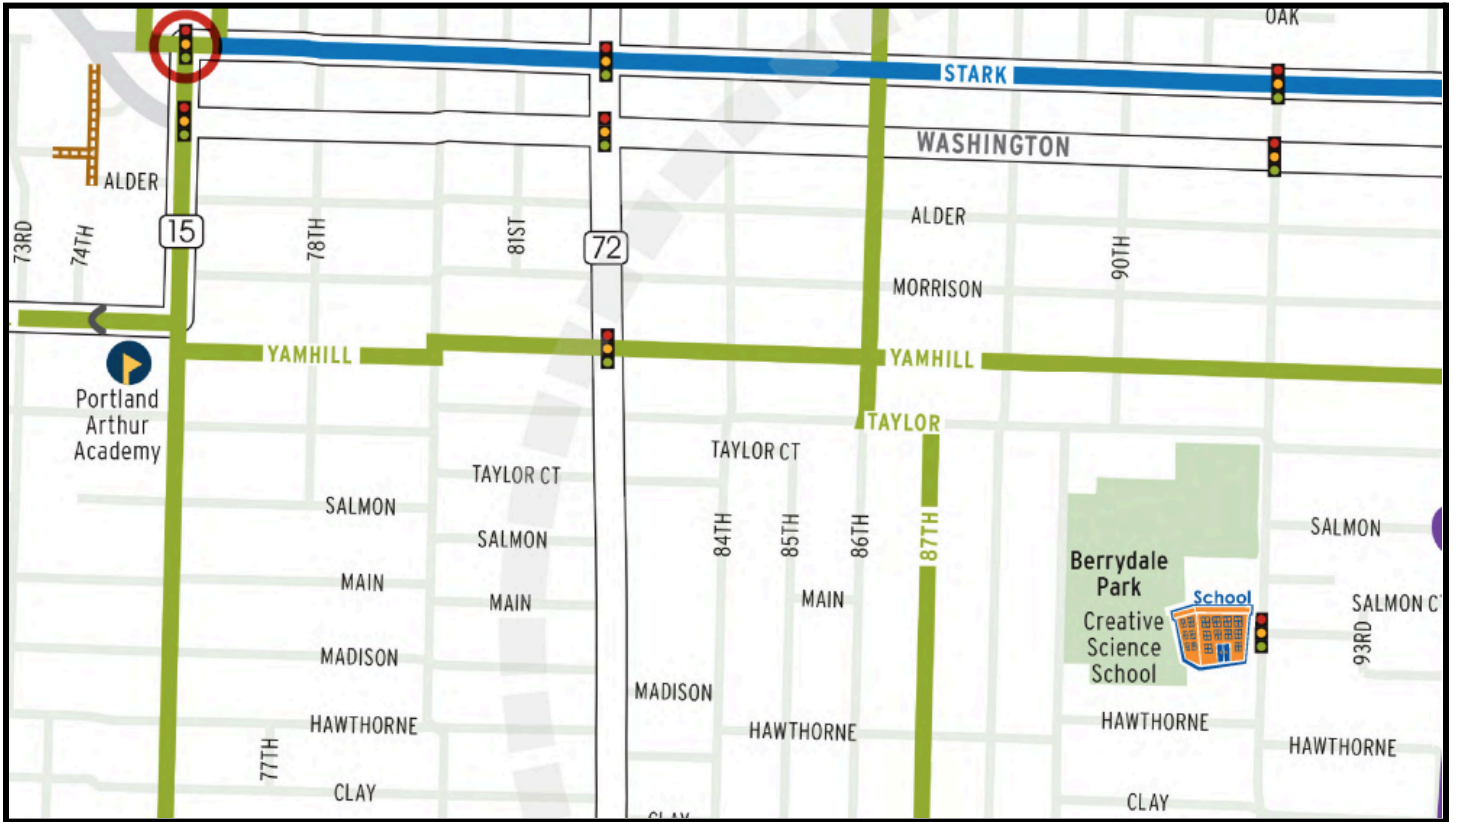 OAK
STARK
WASHINGTON
ALDER
ALDER
15
73RD
74TH
78TH
81ST
72
90TH
MORRISON
YAMHILL
YAMHILL
Portland
Arthur
Academy
TAYLOR
TAYLOR CT
TAYLOR CT
SALMON
SALMON
84TH
85TH
86TH
87TH
SALMON
Berrydale
Park
MAIN
MAIN
MAIN
School
SALMON C
Creative
Science
School
93RD
MADISON
MADISON
HAWTHORNE
HAWTHORNE
HAWTHORNE
HAWTHORNE
77TH
CLAY
CLAY
CLAY